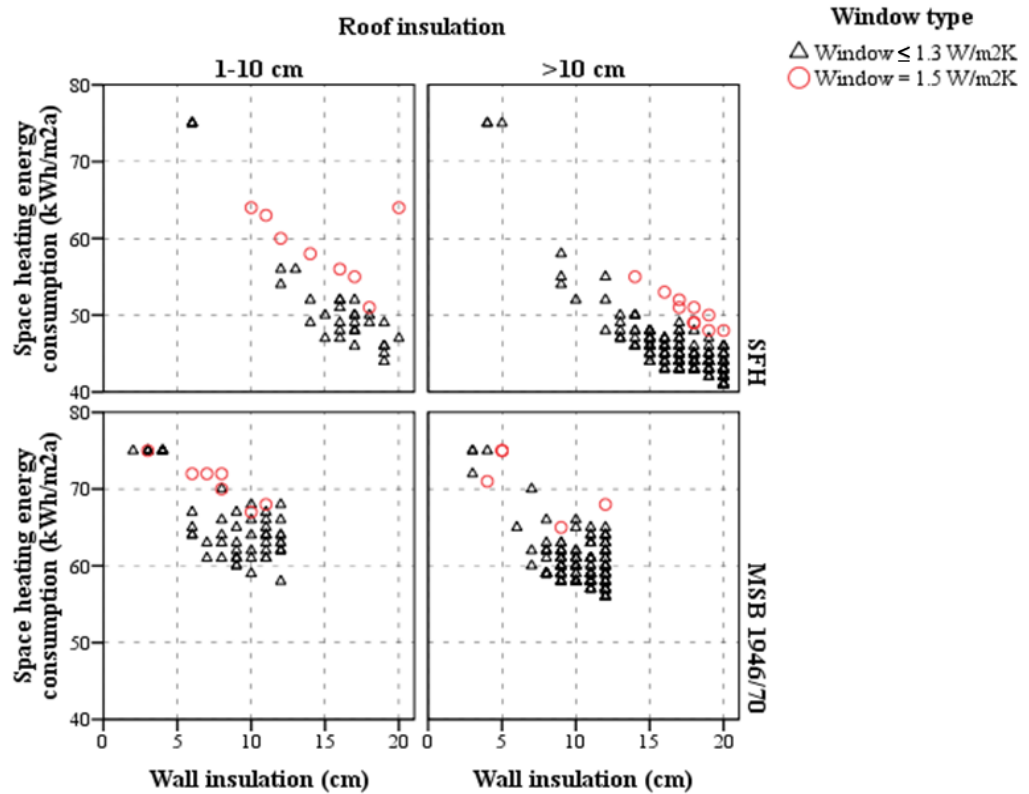 Roof insulation
1-10 cm
>10 cm
Window type
Window ≤ 1.3 W/m2K
Window = 1.5 W/m2K
Space heating energy
consumption (kWh/m2a)
80
70
60
50
40
SFH
Space heating energy
consumption (kWh/m2a)
80
70
60
50
40
MSB 1946/70
0 5 10 15 20
0 5 10 15 20
Wall insulation (cm)
Wall insulation (cm)